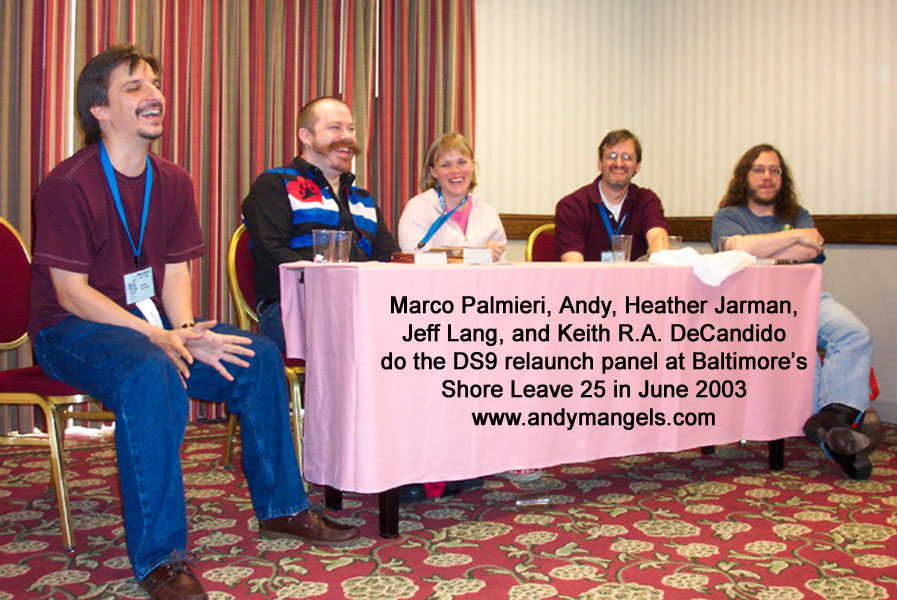 Marco Palmieri, Andy, Heather Jarman,
Jeff Lang, and Keith R.A. DeCandido
do the DS9 relaunch panel at Baltimore's
Shore Leave 25 in June 2003
www.andymangels.com